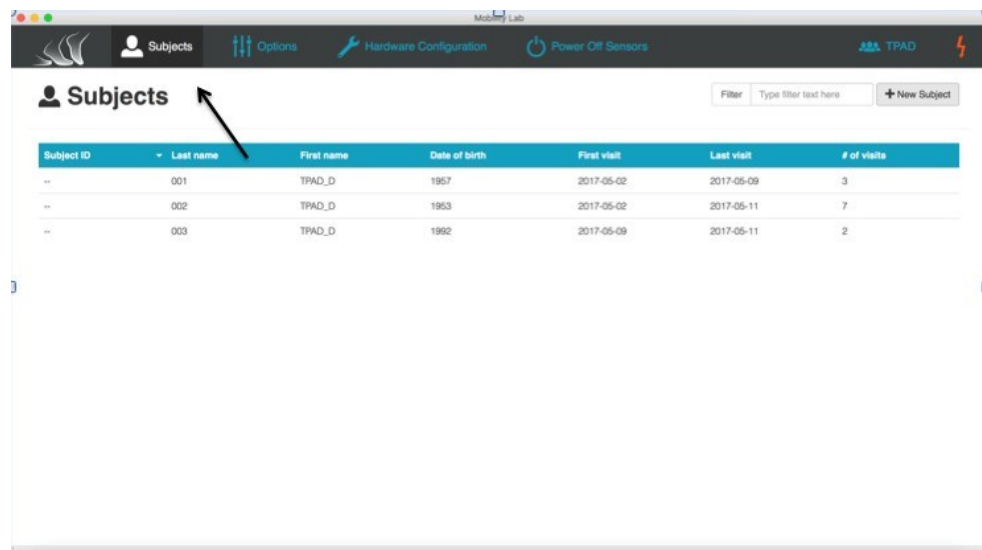 Mobility Lab
Subjects Options Hardware Configuration Power Off Sensors TPAD
Subjects
Filter Type filter text here + New Subject
Subject ID Last name First name Date of birth First visit Last visit # of visits
-- 001 TPAD_D 1957 2017-05-02 2017-05-09 3
-- 002 TPAD_D 1953 2017-05-02 2017-05-11 7
-- 003 TPAD_D 1992 2017-05-09 2017-05-11 2